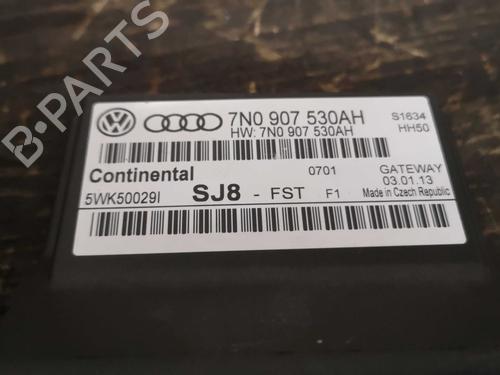 7N0 907 530AH S1634
HW: 7N0 907 530AH HH50
Continental 0701 GATEWAY
03.01.13
5WK50029I SJ8 - FST F1 Made in Czech Republic
B-PARTS